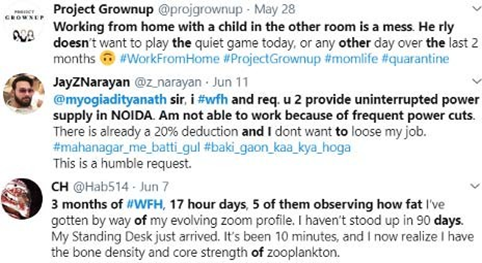 PROJECT
GROWNUP
Project Grownup @projgrownup · May 28
Working from home with a child in the other room is a mess. He rly
doesn't want to play the quiet game today, or any other day over the last 2
months 🙃 #WorkFromHome #ProjectGrownup #momlife #quarantine
JayZNarayan @z_narayan · Jun 11
@myogiadityanath sir, i #wfh and req. u 2 provide uninterrupted power
supply in NOIDA. Am not able to work because of frequent power cuts.
There is already a 20% deduction and I dont want to loose my job.
#mahanagar_me_batti_gul #baki_gaon_kaa_kya_hoga
This is a humble request.
CH @Hab514 · Jun 7
3 months of #WFH, 17 hour days, 5 of them observing how fat I've
gotten by way of my evolving zoom profile. I haven't stood up in 90 days.
My Standing Desk just arrived. It's been 10 minutes, and I now realize I have
the bone density and core strength of zooplankton.